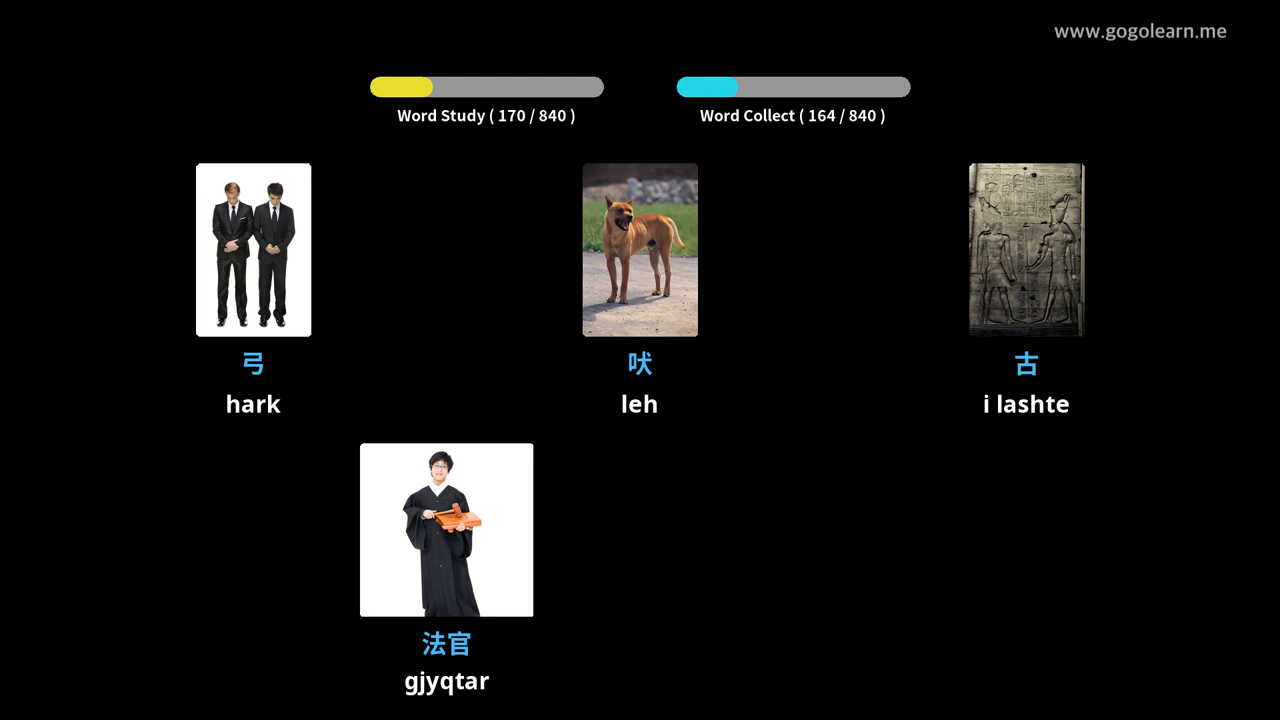 www.gogolearn.me
Word Study ( 170 / 840 )
Word Collect ( 164 / 840 )
弓
hark
吠
leh
古
i lashte
法官
gjyqtar